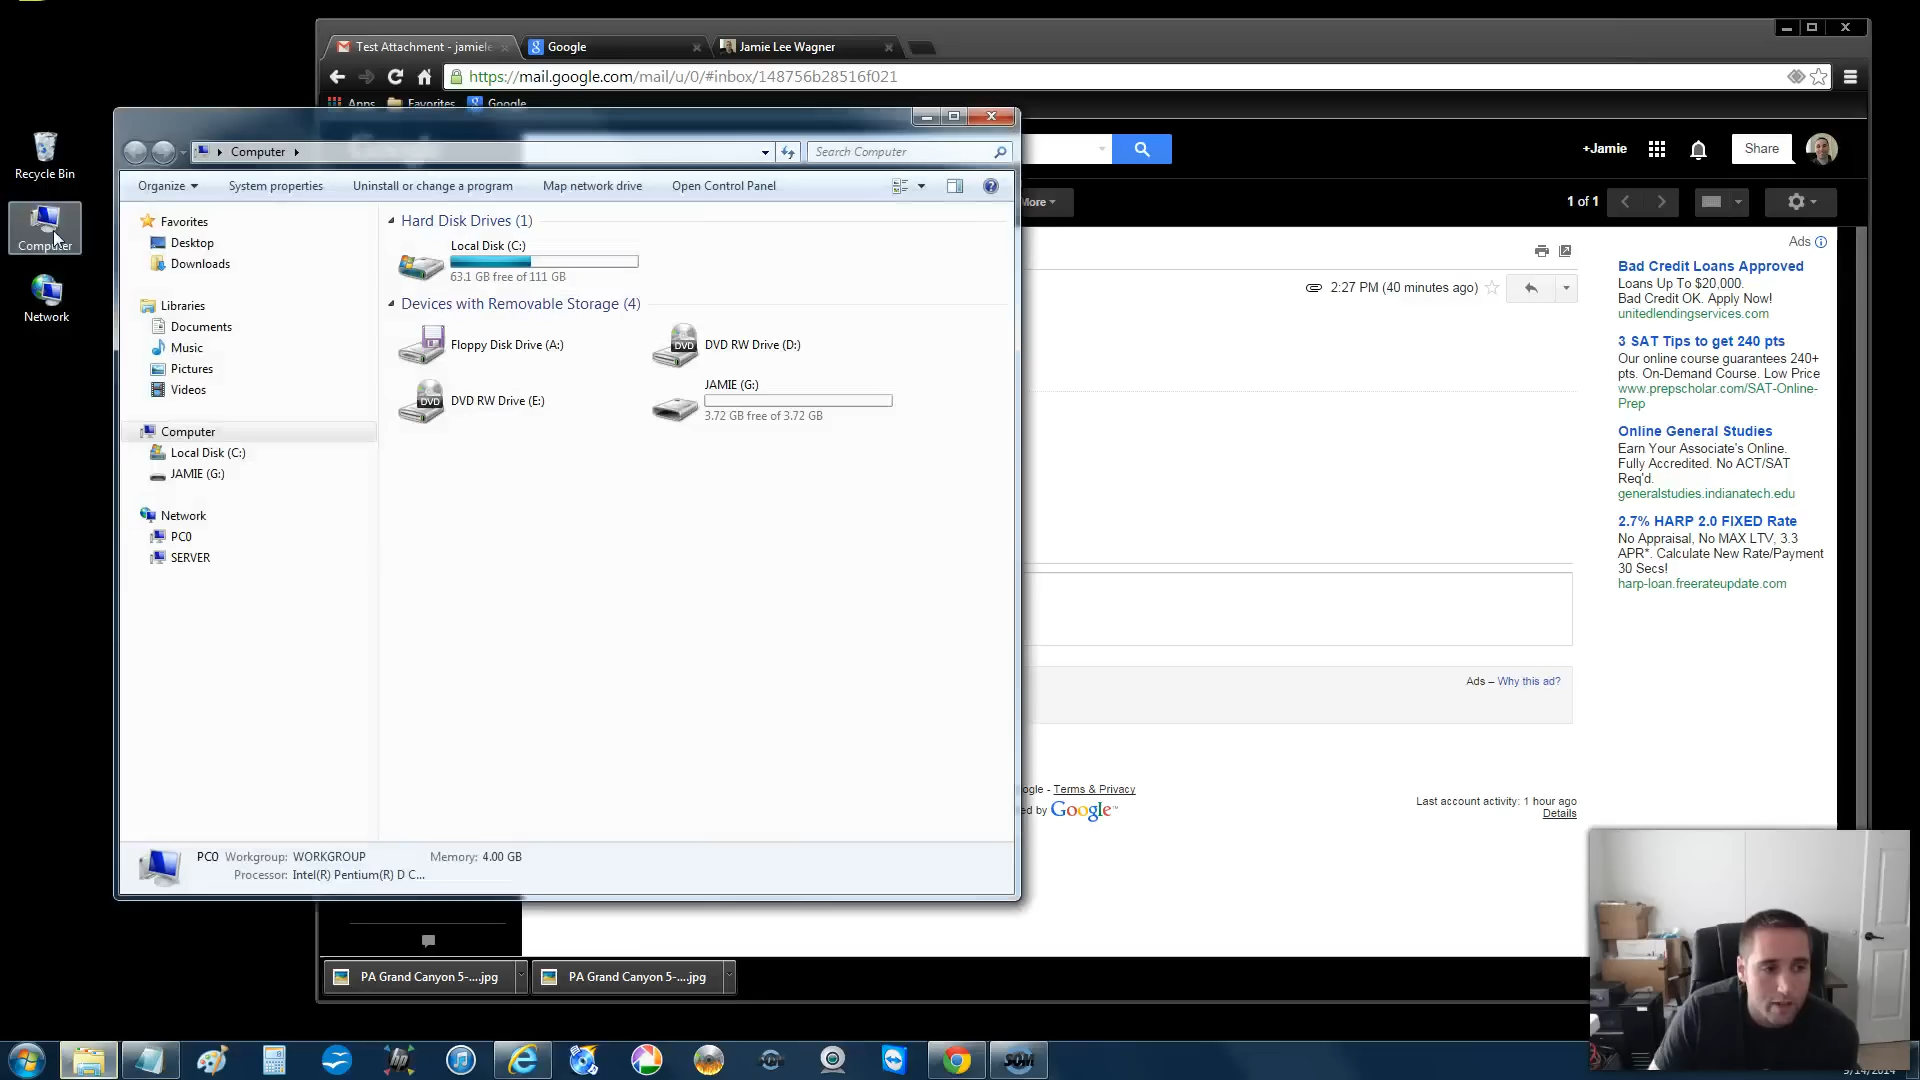 Test Attachment - jamiele
Google
Jamie Lee Wagner
https://mail.google.com/mail/u/0/#inbox/148756b28516f021
Apps
Favorites
Google
Recycle Bin
Computer
Network
Computer
Search Computer
Organize
System properties
Uninstall or change a program
Map network drive
Open Control Panel
Favorites
Desktop
Downloads
Libraries
Documents
Music
Pictures
Videos
Computer
Local Disk (C:)
JAMIE (G:)
Network
PC0
SERVER
Hard Disk Drives (1)
Local Disk (C:)
63.1 GB free of 111 GB
Devices with Removable Storage (4)
Floppy Disk Drive (A:)
DVD RW Drive (D:)
DVD
DVD RW Drive (E:)
DVD
JAMIE (G:)
3.72 GB free of 3.72 GB
PC0 Workgroup: WORKGROUP Memory: 4.00 GB
Processor: Intel(R) Pentium(R) D C...
+Jamie
Share
More
1 of 1
2:27 PM (40 minutes ago)
Ads
Bad Credit Loans Approved
Loans Up To $20,000.
Bad Credit OK. Apply Now!
unitedlendingservices.com
3 SAT Tips to get 240 pts
Our online course guarantees 240+
pts. On-Demand Course. Low Price
www.prepscholar.com/SAT-Online-
Prep
Online General Studies
Earn Your Associate's Online.
Fully Accredited. No ACT/SAT
Req'd.
generalstudies.indianatech.edu
2.7% HARP 2.0 FIXED Rate
No Appraisal, No MAX LTV, 3.3
APR*. Calculate New Rate/Payment
30 Secs!
harp-loan.freerateupdate.com
Ads – Why this ad?
ogle - Terms & Privacy
ed by Google™
Last account activity: 1 hour ago
Details
PA Grand Canyon 5-....jpg
PA Grand Canyon 5-....jpg
hp
SOM
9/14/2014